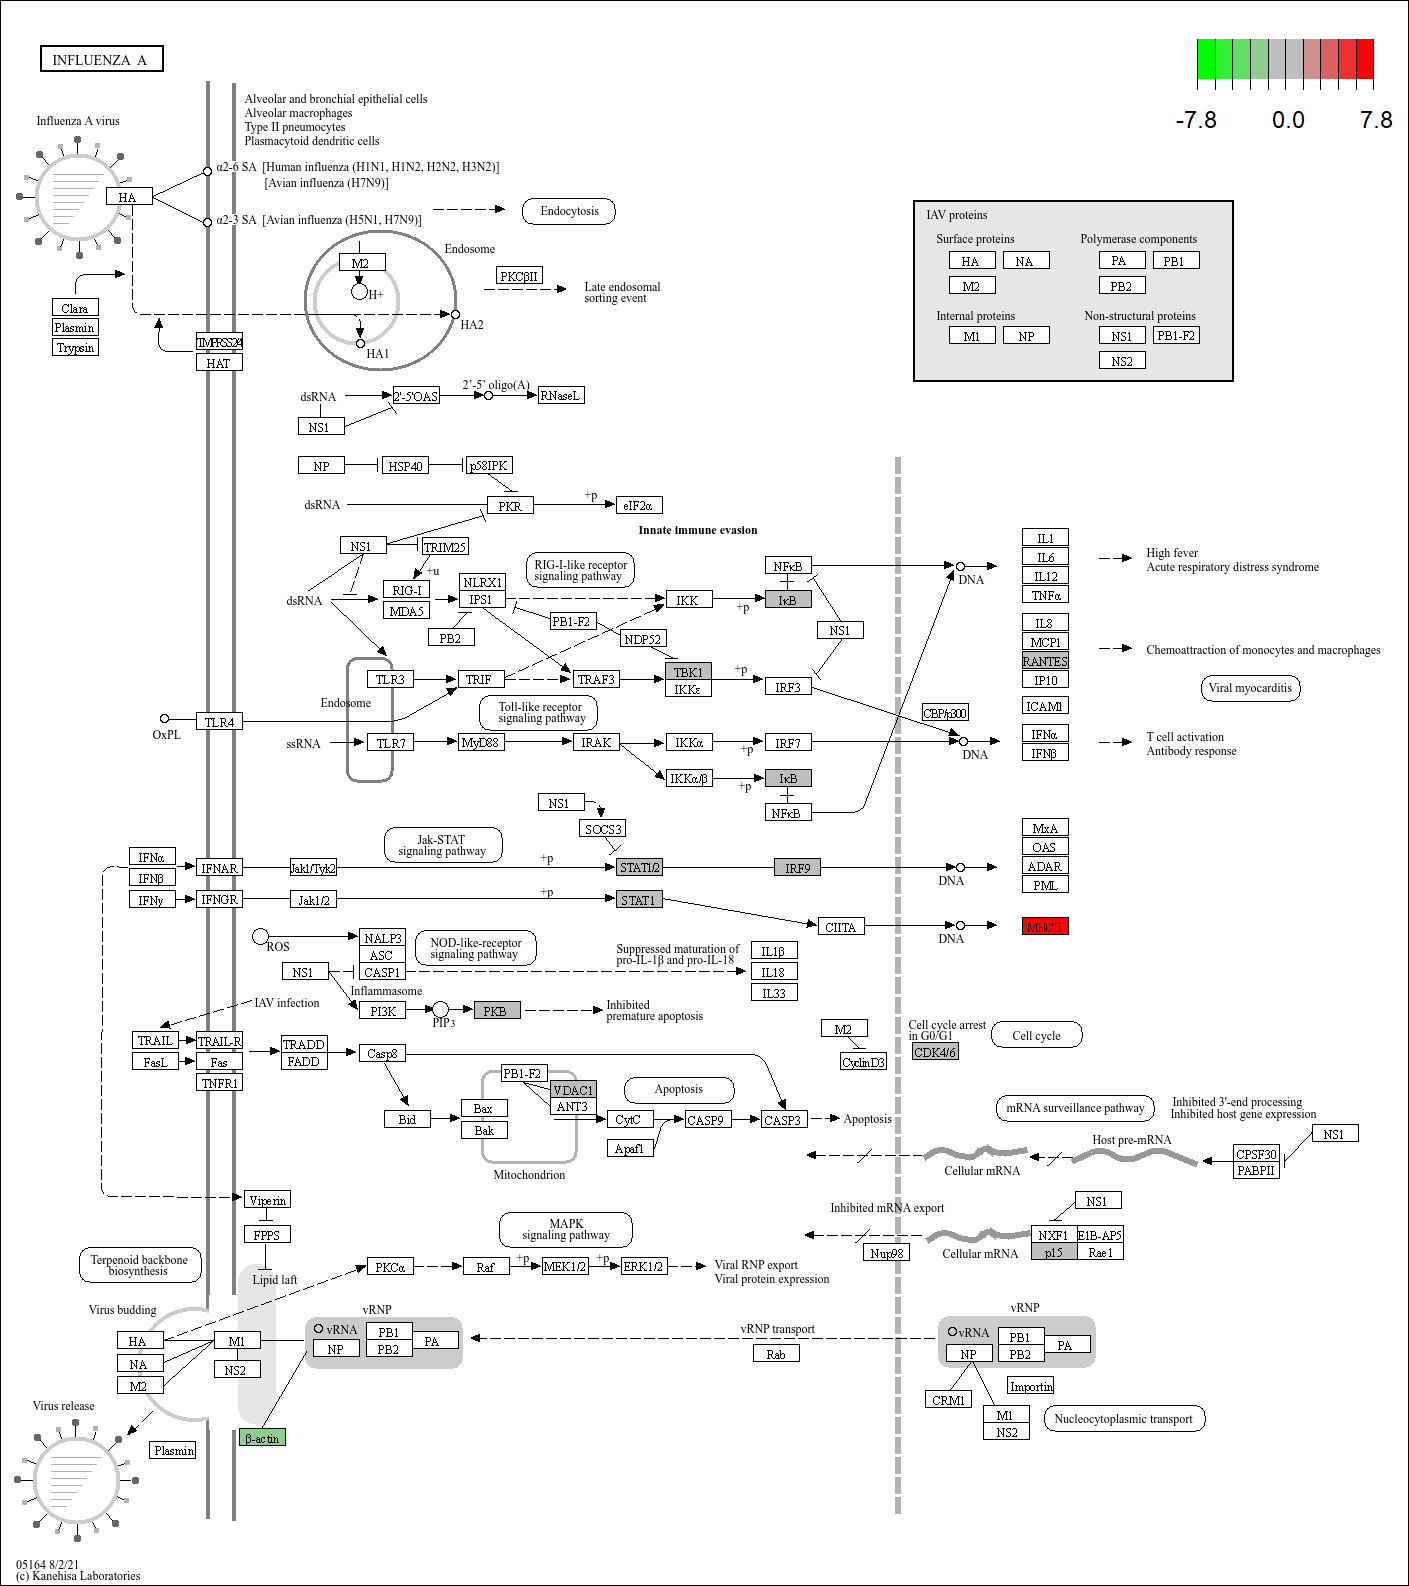 INFLUENZA A
-7.8 0.0 7.8
Alveolar and bronchial epithelial cells
Alveolar macrophages
Type II pneumocytes
Plasmacytoid dendritic cells
Influenza A virus
α2-6 SA [Human influenza (H1N1, H1N2, H2N2, H3N2)]
[Avian influenza (H7N9)]
HA
α2-3 SA [Avian influenza (H5N1, H7N9)]
Endocytosis
Endosome
M2
H+
PKCβII
Late endosomal
sorting event
HA2
HA1
Clara
Plasmin
Trypsin
HAT
IAV proteins
Surface proteins
Polymerase components
HA NA
PA PB1
M2
PB2
Internal proteins
Non-structural proteins
M1 NP
NS1 PB1-F2
NS2
dsRNA
2'-5'OAS
2'-5' oligo(A)
RNaseL
NS1
NP
HSP40
p58IPK
dsRNA
PKR
+p
eIF2α
Innate immune evasion
NS1
TRIM25
+u
RIG-I
MDA5
dsRNA
NLRX1
IPS1
PB2
RIG-I-like receptor
signaling pathway
PB1-F2
NDP52
IKK
+p
NFκB
IκB
NS1
DNA
IL1
IL6
IL12
TNFα
High fever
Acute respiratory distress syndrome
IL8
MCP1
RANTES
IP10
Chemoattraction of monocytes and macrophages
Viral myocarditis
ICAM1
IFNα
IFNβ
T cell activation
Antibody response
TLR3
Endosome
TRIF
TRAF3
TBK1
IKKε
+p
IRF3
CBP/p300
DNA
OxPL
TLR4
Toll-like receptor
signaling pathway
ssRNA
TLR7
MyD88
IRAK
IKKα
+p
IRF7
IKKα/β
+p
IκB
NFκB
NS1
SOCS3
Jak-STAT
signaling pathway
IFNα
IFNβ
IFNAR
Jak1/Tyk2
+p
STAT1/2
IRF9
DNA
MxA
OAS
ADAR
PML
IFNγ
IFNGR
Jak1/2
+p
STAT1
CIITA
DNA
MHCII
ROS
NALP3
ASC
CASP1
NS1
Inflammasome
NOD-like-receptor
signaling pathway
Suppressed maturation of
pro-IL-1β and pro-IL-18
IL1β
IL18
IL33
IAV infection
PI3K
PIP3
PKB
Inhibited
premature apoptosis
M2
CyclinD3
Cell cycle arrest
in G0/G1
CDK4/6
Cell cycle
TRAIL
TRAIL-R
FasL
Fas
TNFR1
TRADD
FADD
Casp8
Bid
PB1-F2
VDAC1
ANT3
Bax
Bak
Mitochondrion
Apoptosis
CytC
Apaf1
CASP9
CASP3
Apoptosis
mRNA surveillance pathway
Inhibited 3'-end processing
Inhibited host gene expression
NS1
Host pre-mRNA
CPSF30
PABPII
Cellular mRNA
Viperin
FPPS
Lipid laft
Terpenoid backbone
biosynthesis
MAPK
signaling pathway
PKCα
Raf
+p
MEK1/2
+p
ERK1/2
Viral RNP export
Viral protein expression
Inhibited mRNA export
Nup98
Cellular mRNA
NS1
NXF1 E1B-AP5
p15 Rae1
Virus budding
HA
NA
M2
M1
NS2
vRNP
vRNA
NP
PB1
PB2
PA
vRNP transport
Rab
vRNP
vRNA
NP
PB1
PB2
PA
CRM1
Importin
M1
NS2
Nucleocytoplasmic transport
Virus release
Plasmin
β-actin
05164 8/2/21
(c) Kanehisa Laboratories